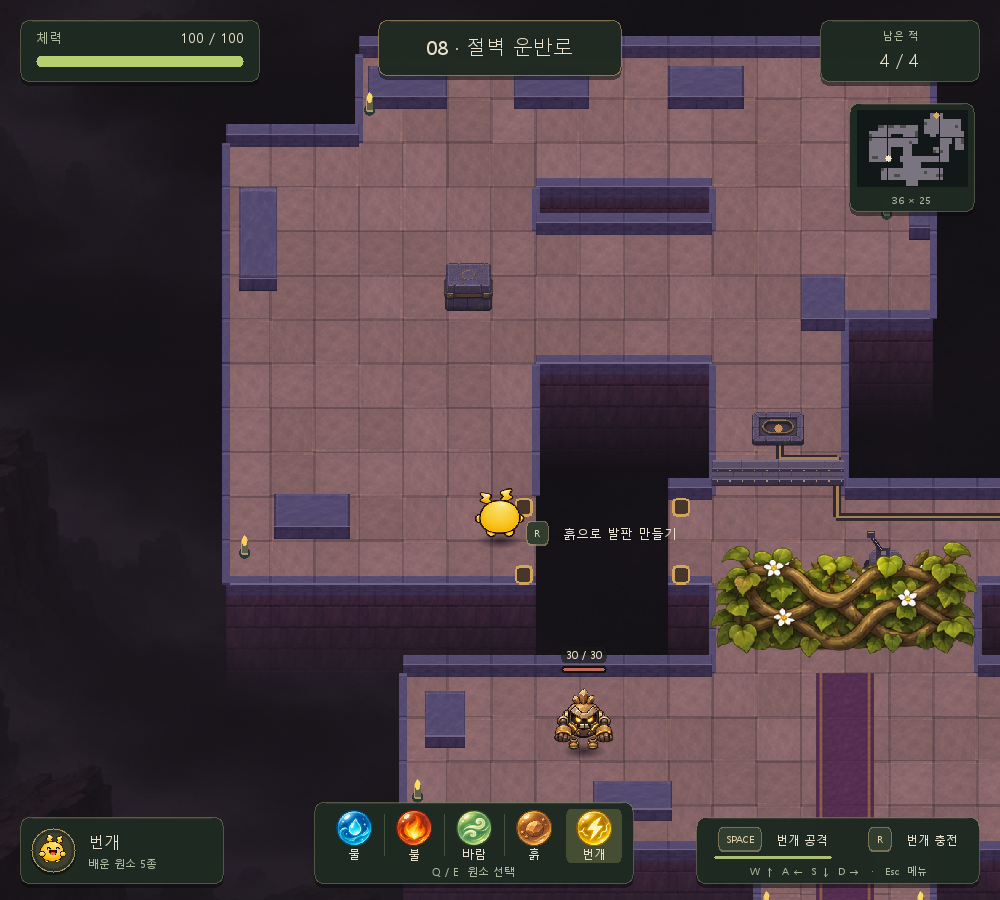 체력 100 / 100
08 · 절벽 운반로
남은 적
4 / 4
36 × 25
R 흙으로 발판 만들기
30 / 30
번개
배운 원소 5종
물 불 바람 흙 번개
Q / E 원소 선택
SPACE 번개 공격 R 번개 충전
W ↑ A ← S ↓ D → · Esc 메뉴